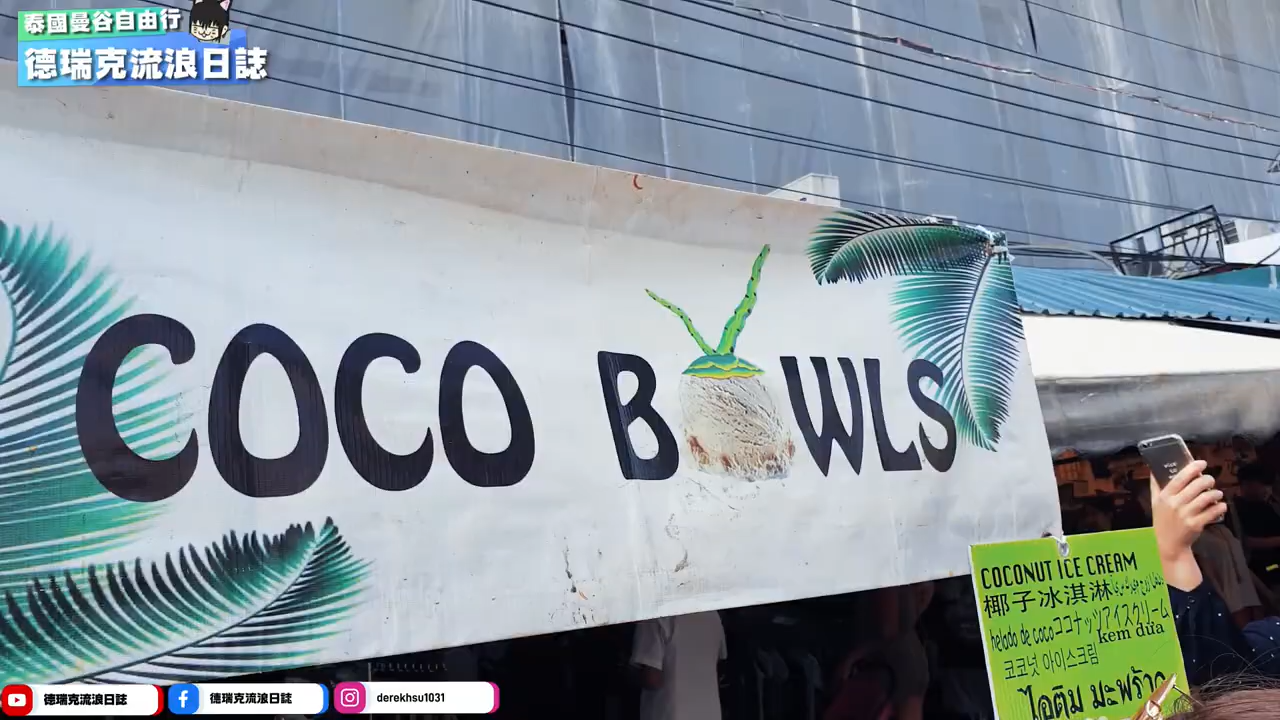 泰國曼谷自由行
德瑞克流浪日誌
COCO BOWLS
COCONUT ICE CREAM
椰子冰淇淋
helado de coco ココナッツアイスクリーム
kem dừa
코코넛 아이스크림
ไอติม มะพร้าว
德瑞克流浪日誌
德瑞克流浪日誌
derekhsu1031